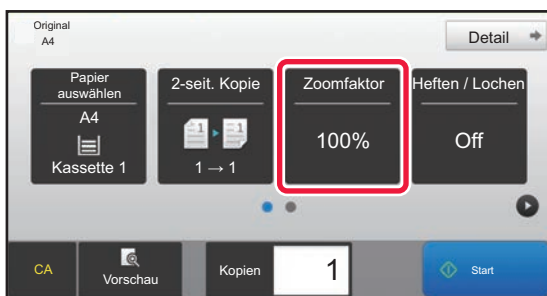 Original
A4
Detail
Papier
auswählen
A4
Kassette 1
2-seit. Kopie
1 → 1
Zoomfaktor
100%
Heften / Lochen
Off
CA
Vorschau
Kopien
1
Start